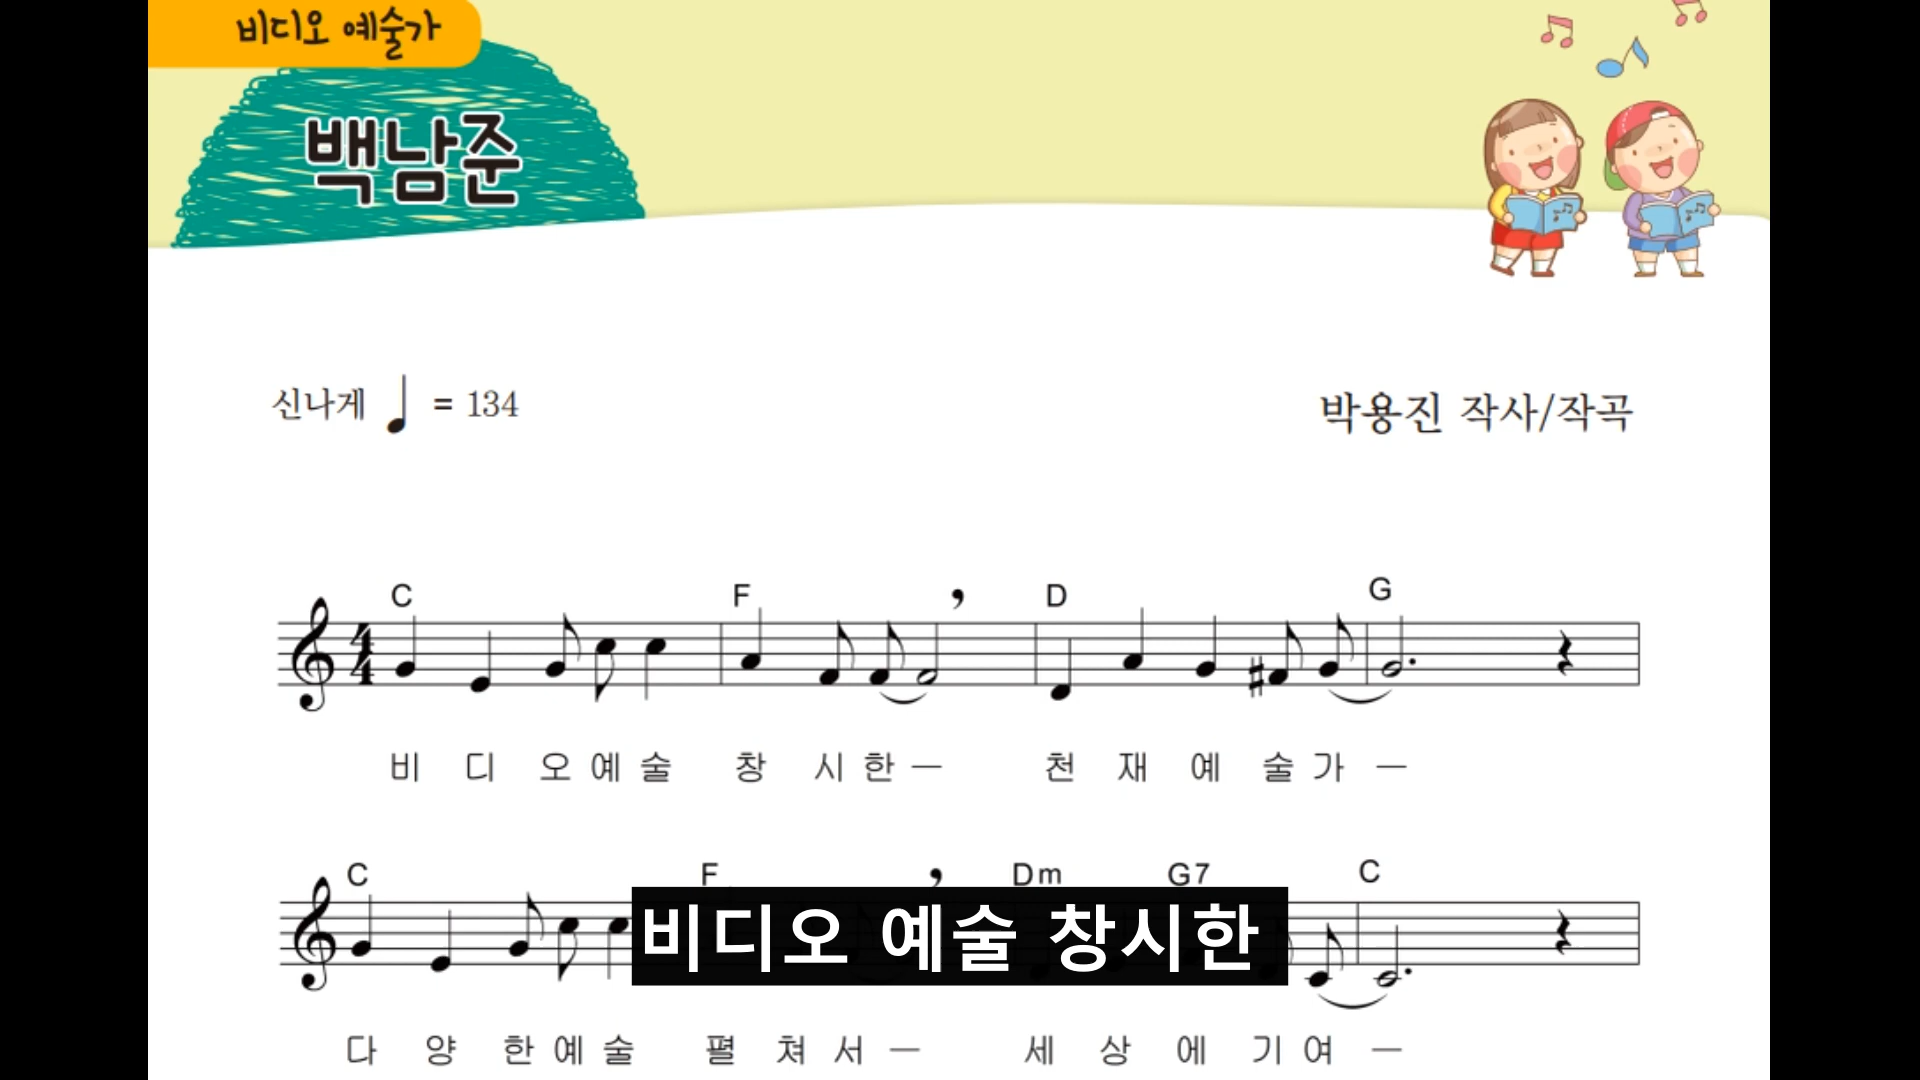 비디오 예술가
백남준
신나게 ♩ = 134
박용진 작사/작곡
C F D G
비 디 오 예 술 창 시 한 ― 천 재 예 술 가 ―
C F Dm G7 C
비디오 예술 창시한
다 양 한 예 술 펼 쳐 서 ― 세 상 에 기 여 ―